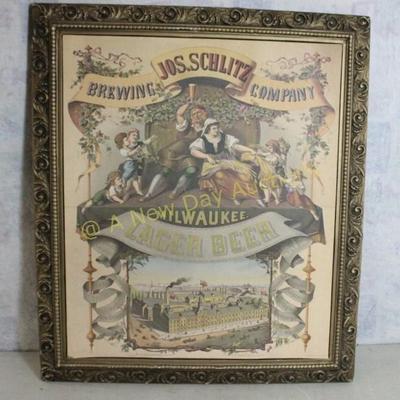 JOS. SCHLITZ
BREWING COMPANY
@ A New Day Auct
MILWAUKEE.
LAGER BEER